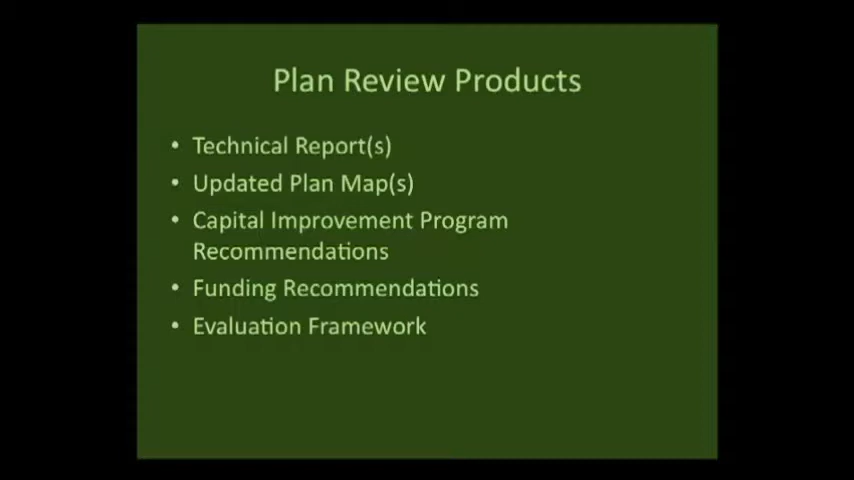 Plan Review Products
• Technical Report(s)
• Updated Plan Map(s)
• Capital Improvement Program
Recommendations
• Funding Recommendations
• Evaluation Framework